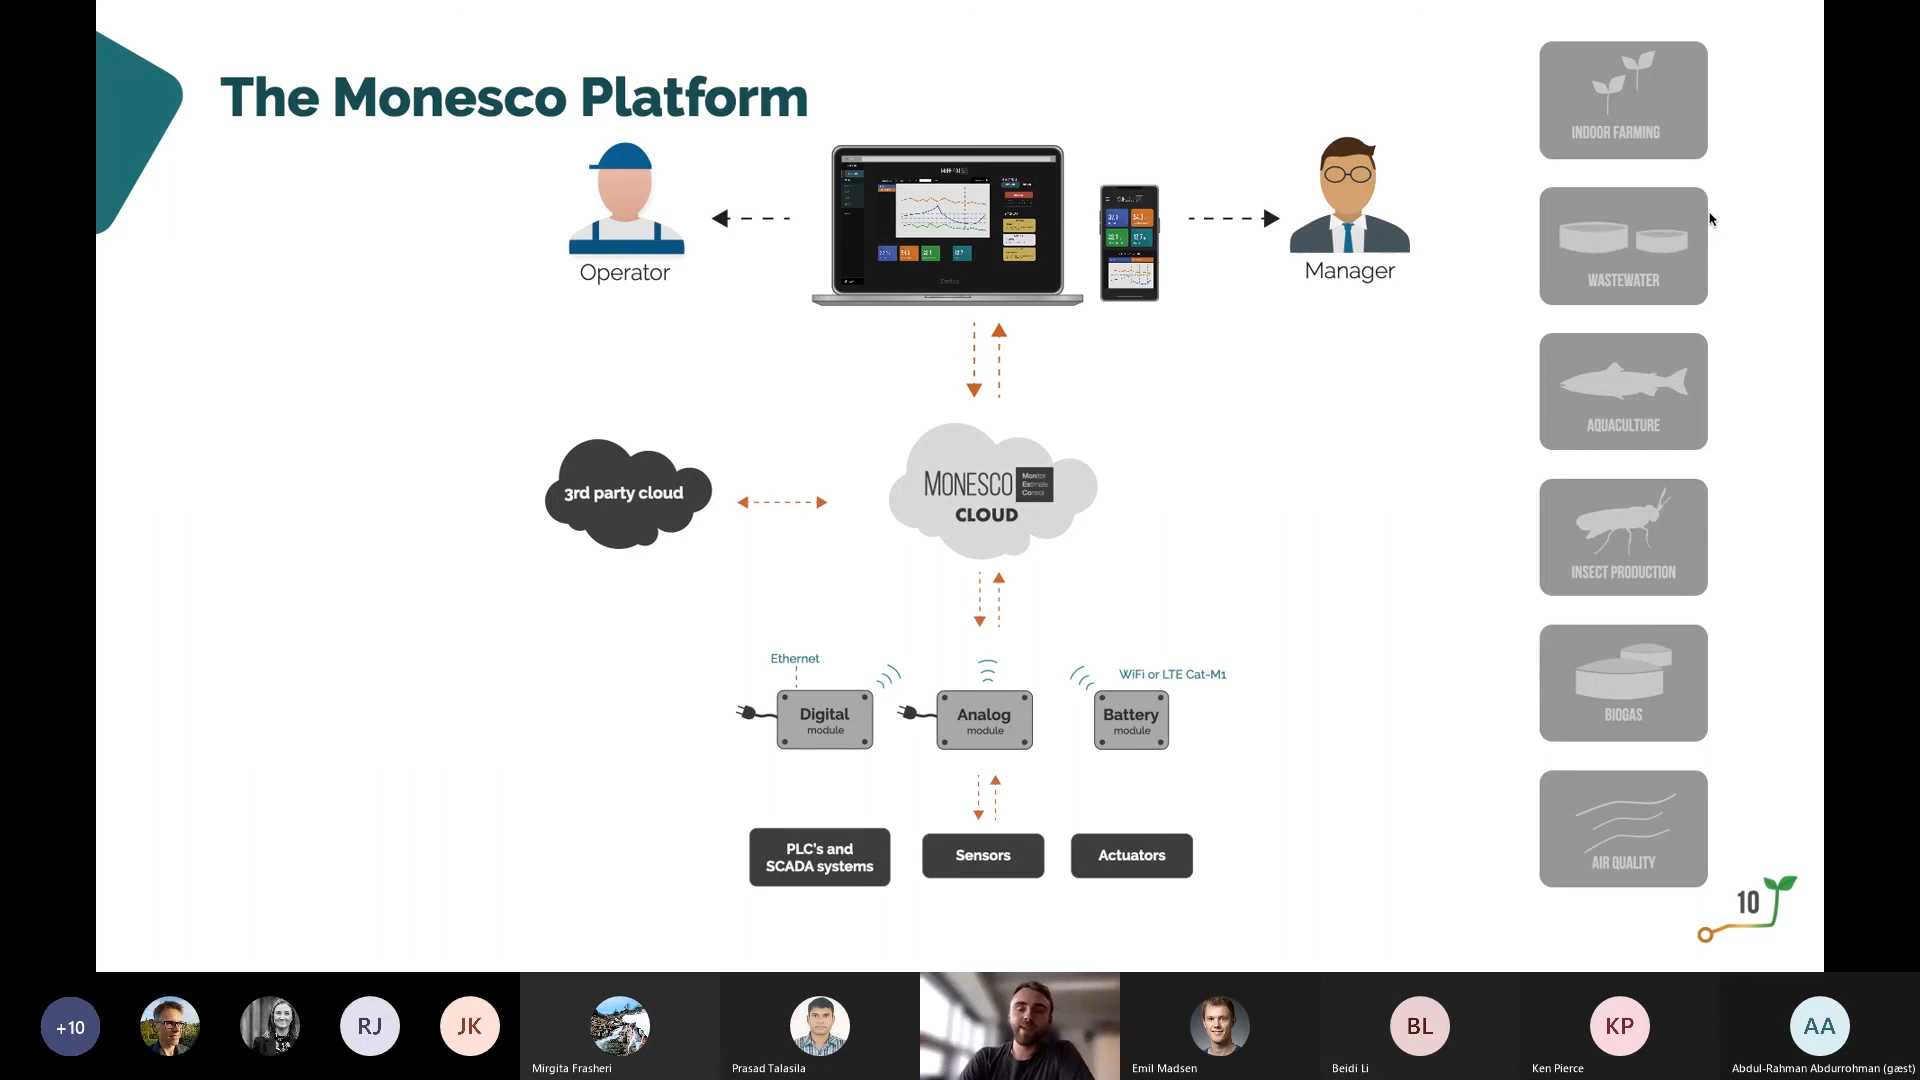 The Monesco Platform
Operator
Manager
3rd party cloud
MONESCO
Monitor
Estimate
Control
CLOUD
Ethernet
WiFi or LTE Cat-M1
Digital
module
Analog
module
Battery
module
PLC's and
SCADA systems
Sensors
Actuators
INDOOR FARMING
WASTEWATER
AQUACULTURE
INSECT PRODUCTION
BIOGAS
AIR QUALITY
10
+10
RJ
JK
Mirgita Frasheri
Prasad Talasila
Emil Madsen
BL
Beidi Li
KP
Ken Pierce
AA
Abdul-Rahman Abdurrohman (gæst)